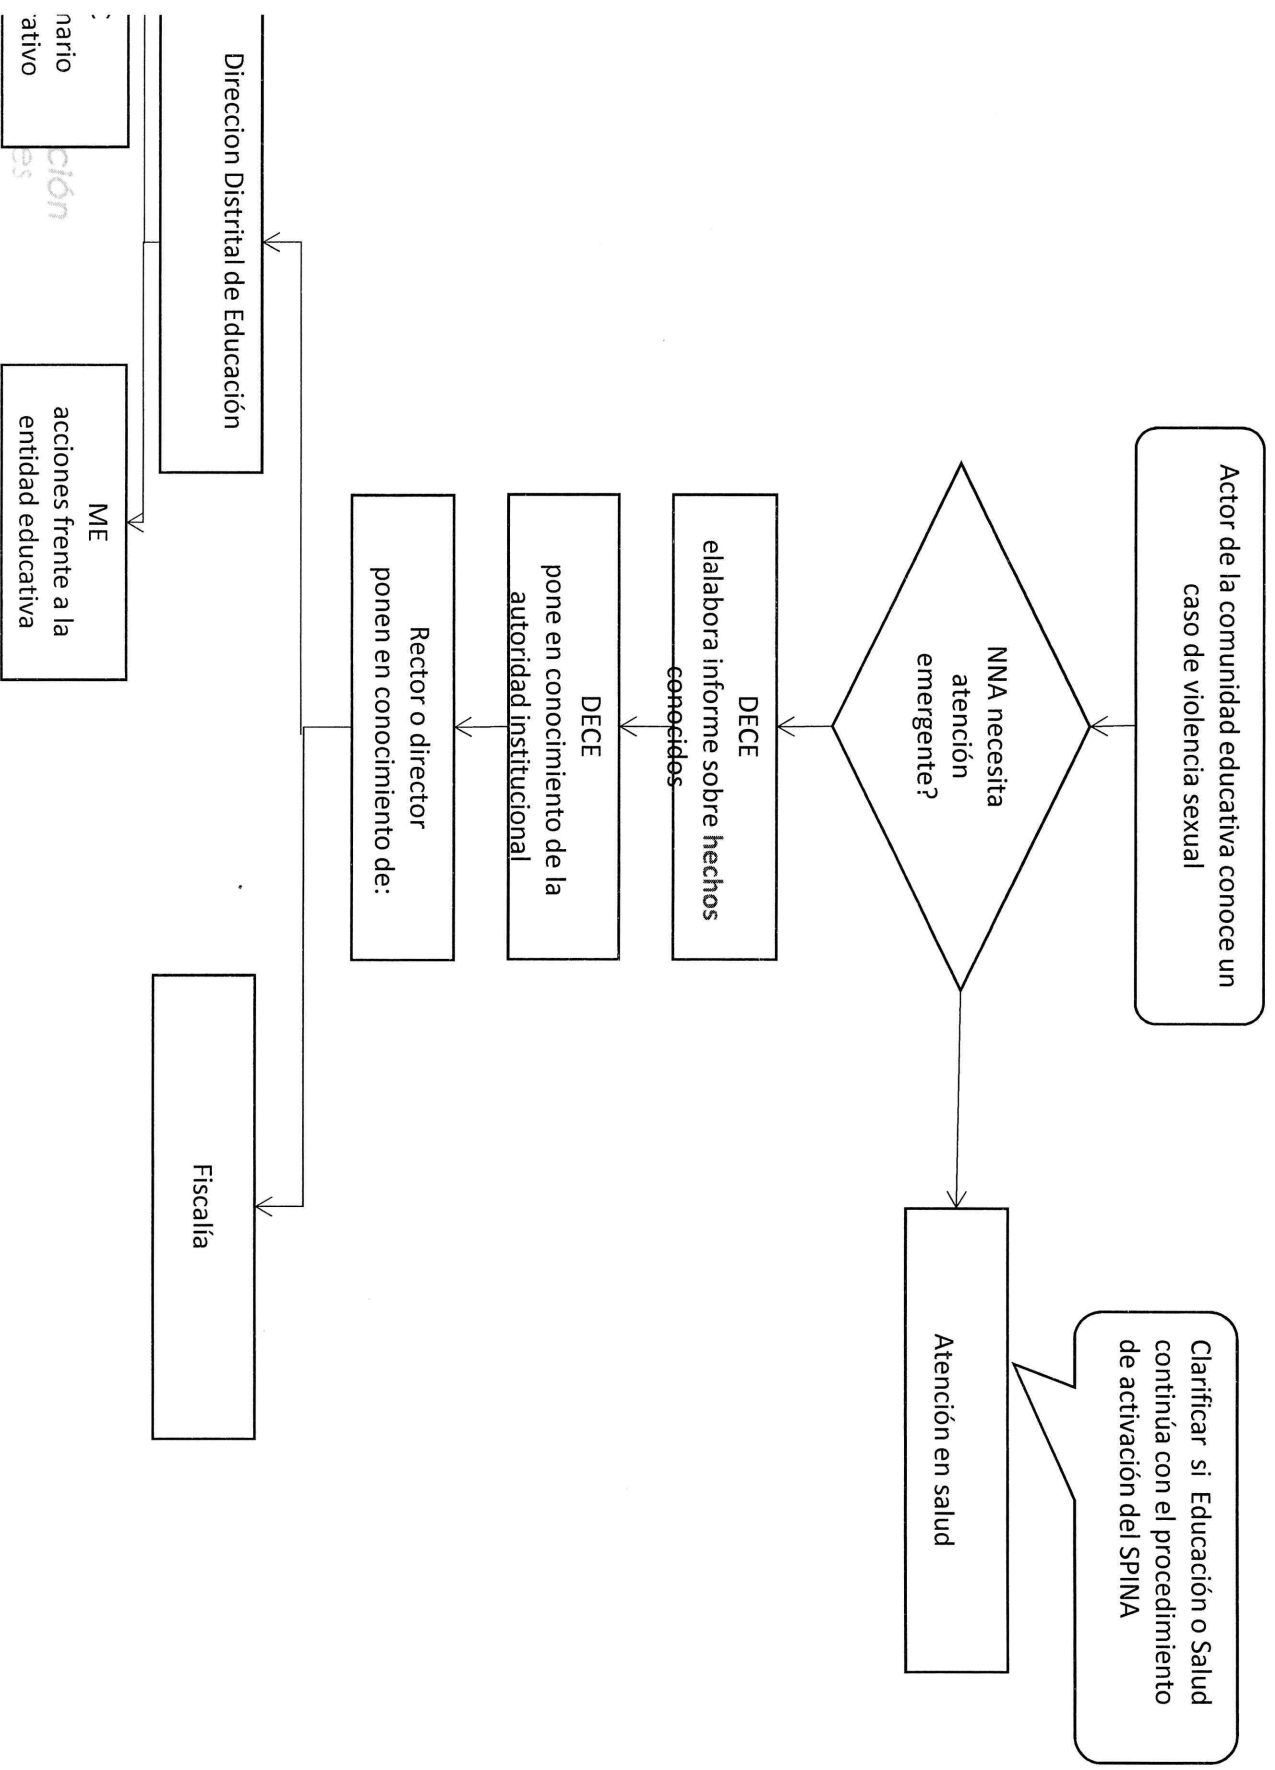 Actor de la comunidad educativa conoce un
caso de violencia sexual
Clarificar si Educación o Salud
continúa con el procedimiento
de activación del SPINA
NNA necesita
atención
emergente?
Atención en salud
DECE
elalabora informe sobre hechos
conocidos
DECE
pone en conocimiento de la
autoridad institucional
Rector o director
ponen en conocimiento de:
Direccion Distrital de Educación
Fiscalía
nario
ativo
ME
acciones frente a la
entidad educativa
ción
es